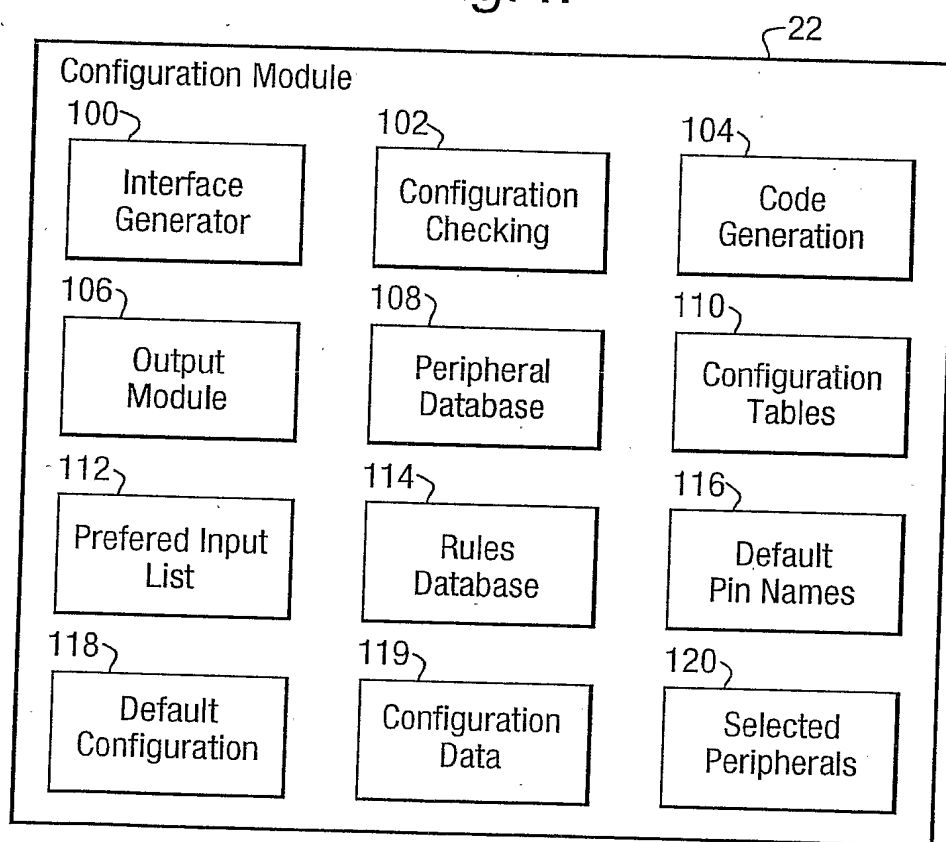 22
Configuration Module
100
102
104
Interface
Generator
Configuration
Checking
Code
Generation
106
108
110
Output
Module
Peripheral
Database
Configuration
Tables
112
114
116
Prefered Input
List
Rules
Database
Default
Pin Names
118
119
120
Default
Configuration
Configuration
Data
Selected
Peripherals